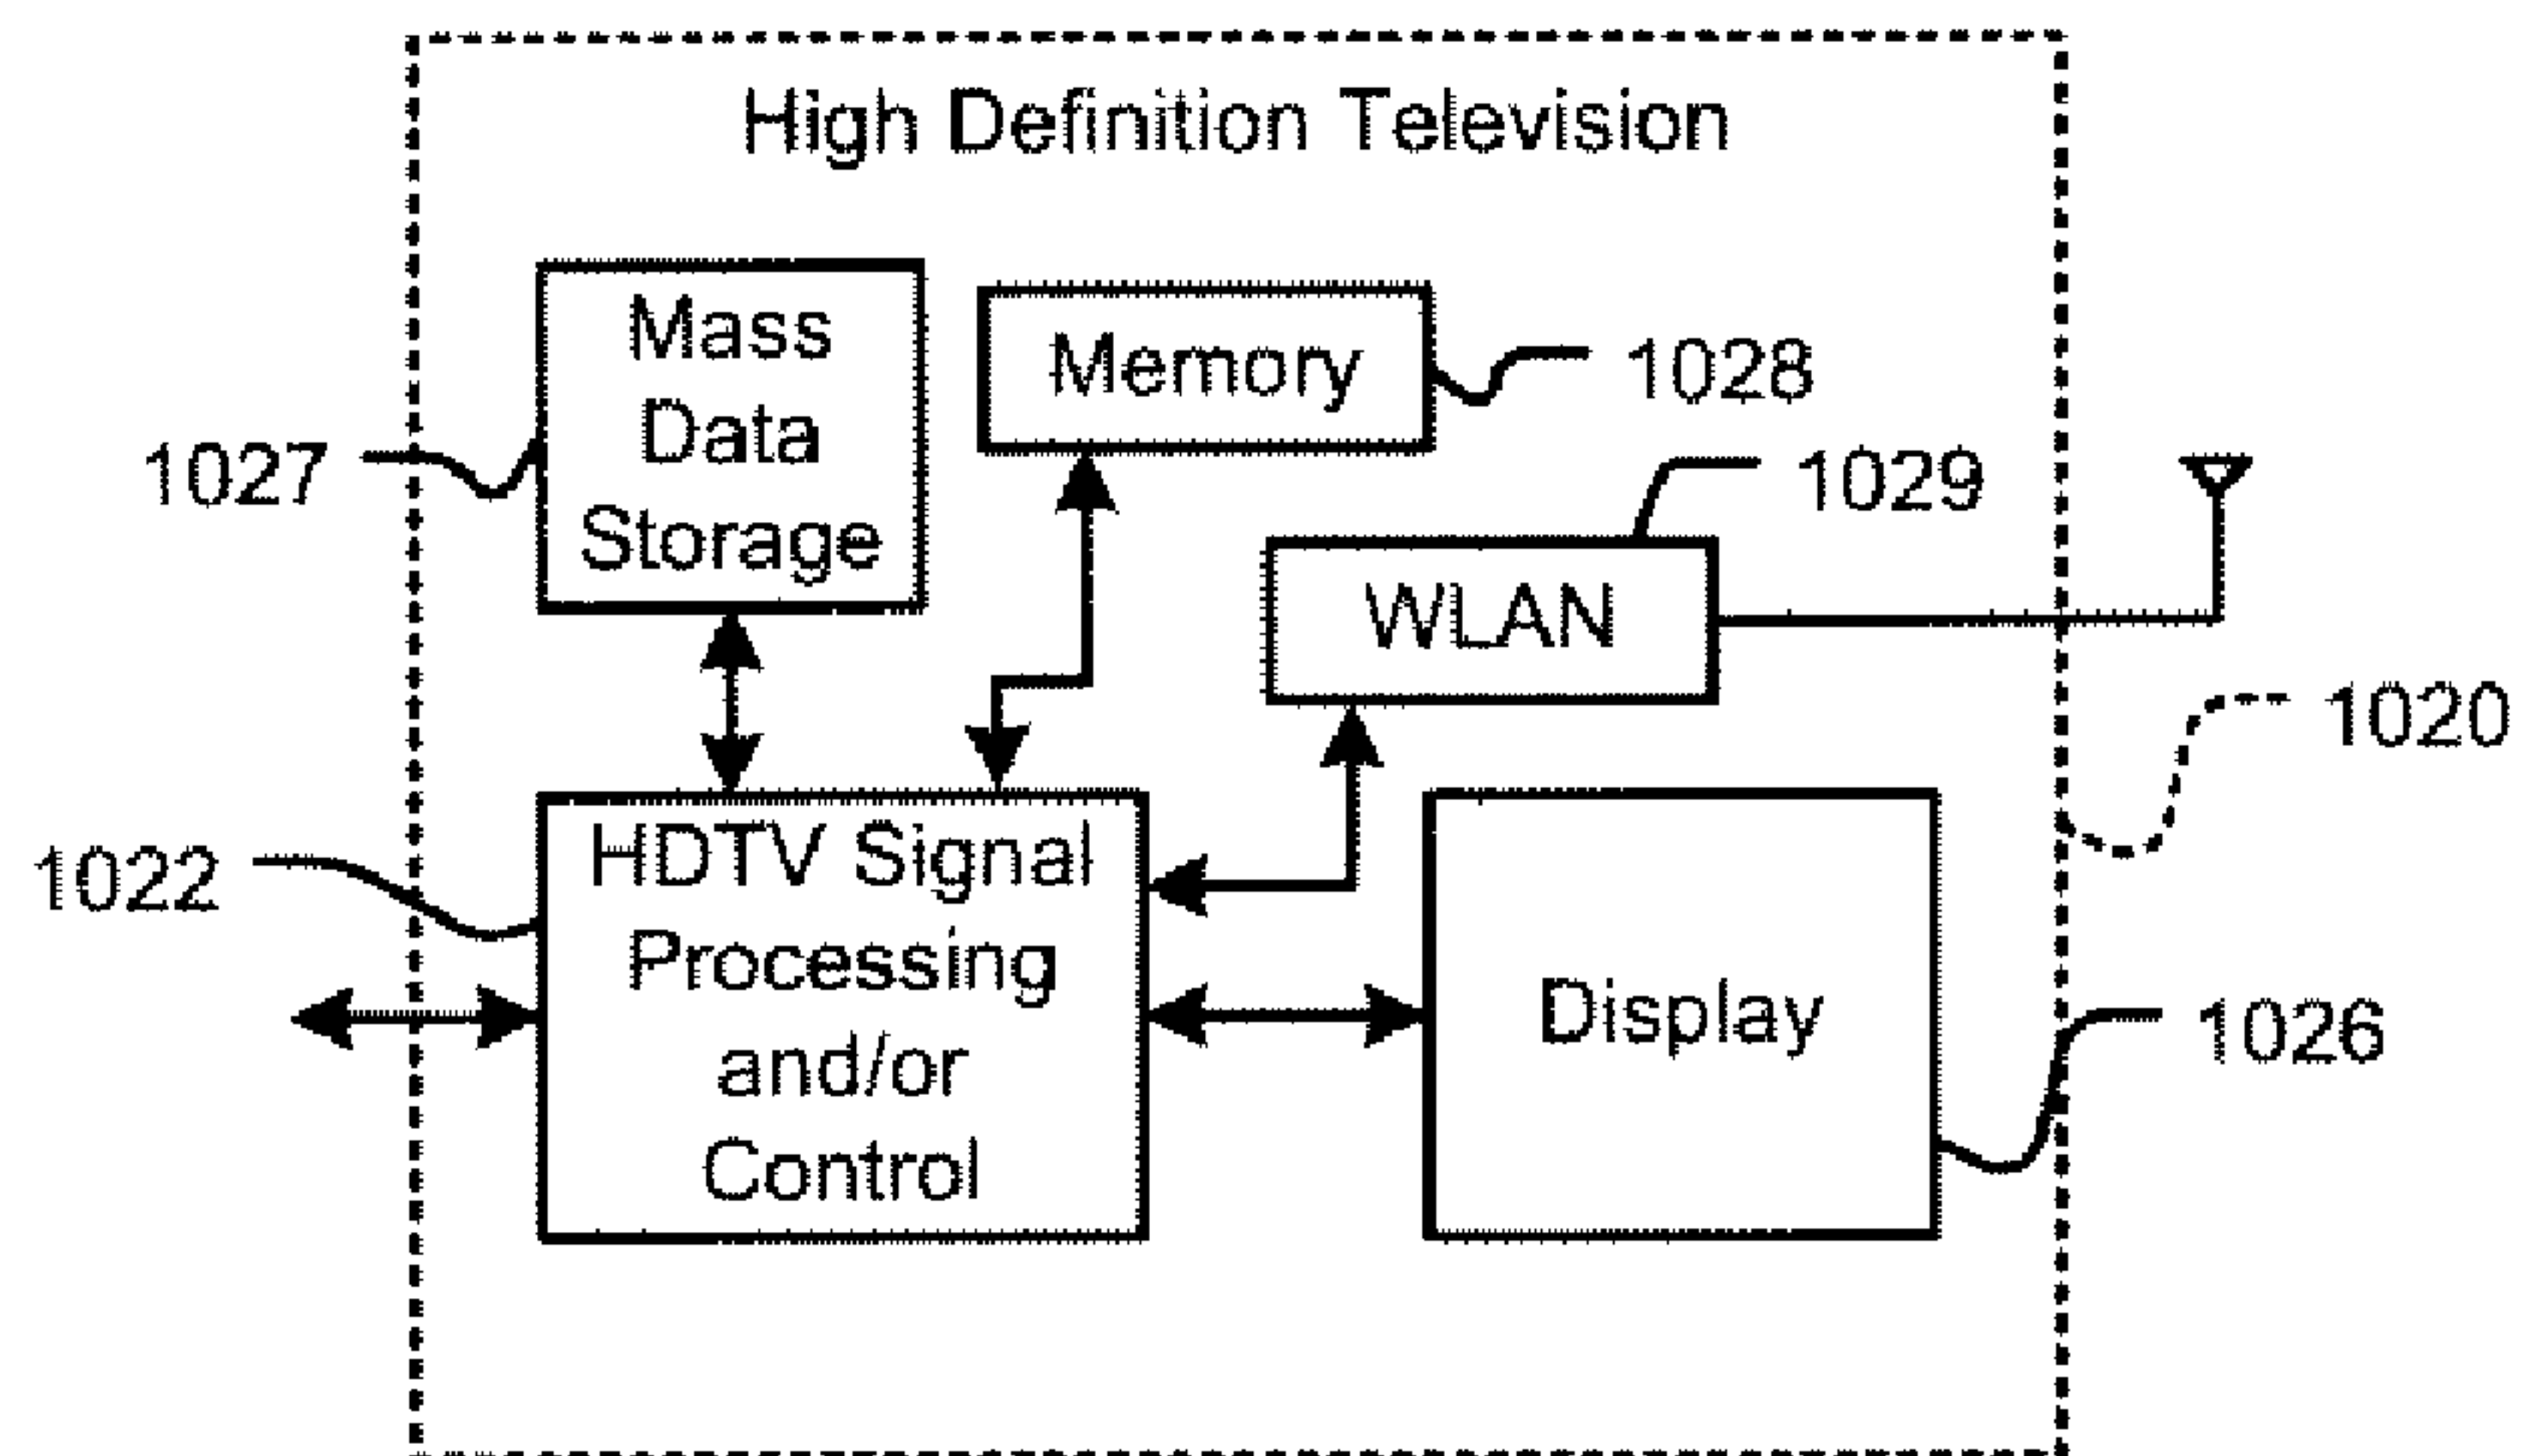 High Definition Television
Mass
Data
Storage
Memory
1028
1027
1029
WLAN
1020
1022
HDTV Signal
Processing
and/or
Control
Display
1026